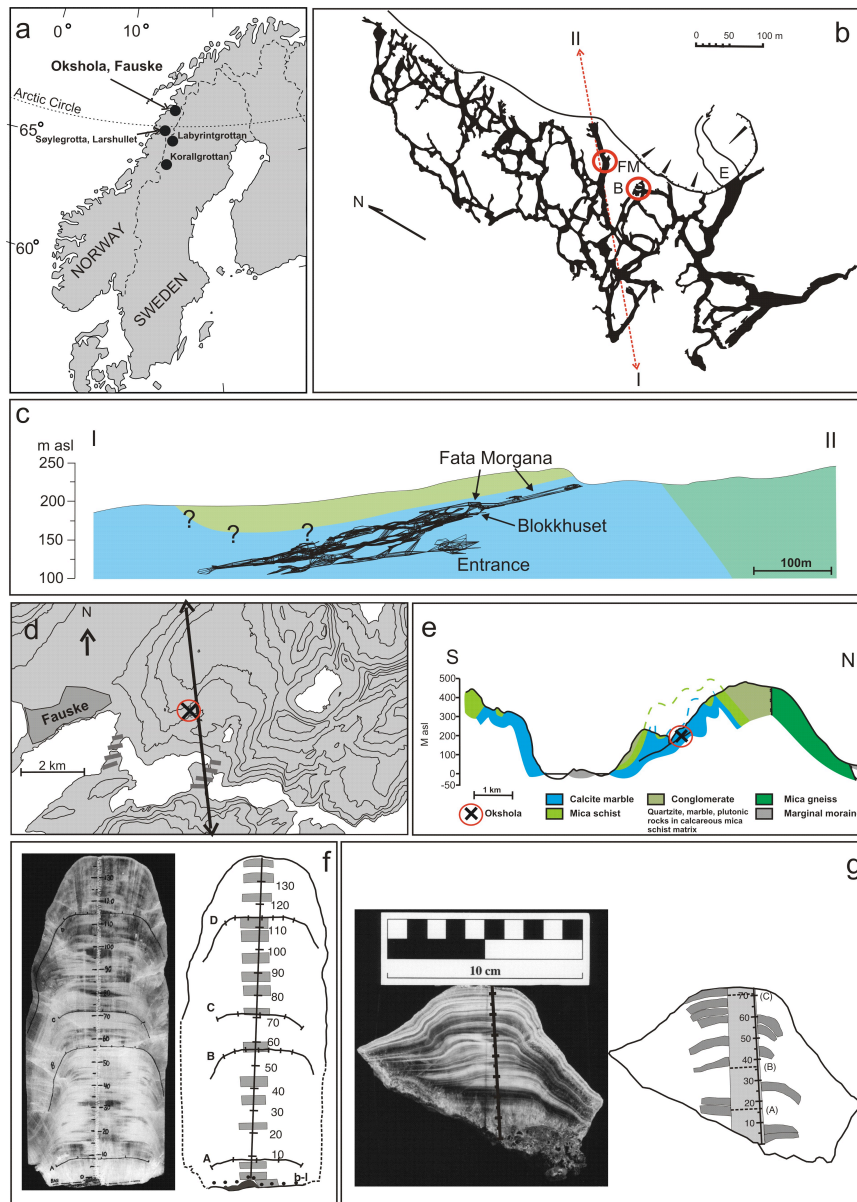 a
0°
10°
Okshola, Fauske
Arctic Circle
65°
Søylegrotta, Larshullet
Labyrintgrottan
Korallgrottan
60°
NORWAY
SWEDEN
b
0 50 100 m
II
FM
B
E
N
I
c
I
II
m asl
250
200
150
100
Fata Morgana
Blokkhuset
Entrance
? ? ?
100m
d
N
Fauske
2 km
e
S
N
M asl
500
400
300
200
100
0
-50
1 km
Okshola
Calcite marble
Mica schist
Conglomerate
Quartzite, marble, plutonic
rocks in calcareous mica
schist matrix
Mica gneiss
Marginal morain
f
130
120
D
110
100
90
80
C
70
60
B
50
40
30
20
A
10
b-l
g
10 cm
70 (C)
60
50
40
(B)
30
20
(A)
10
0